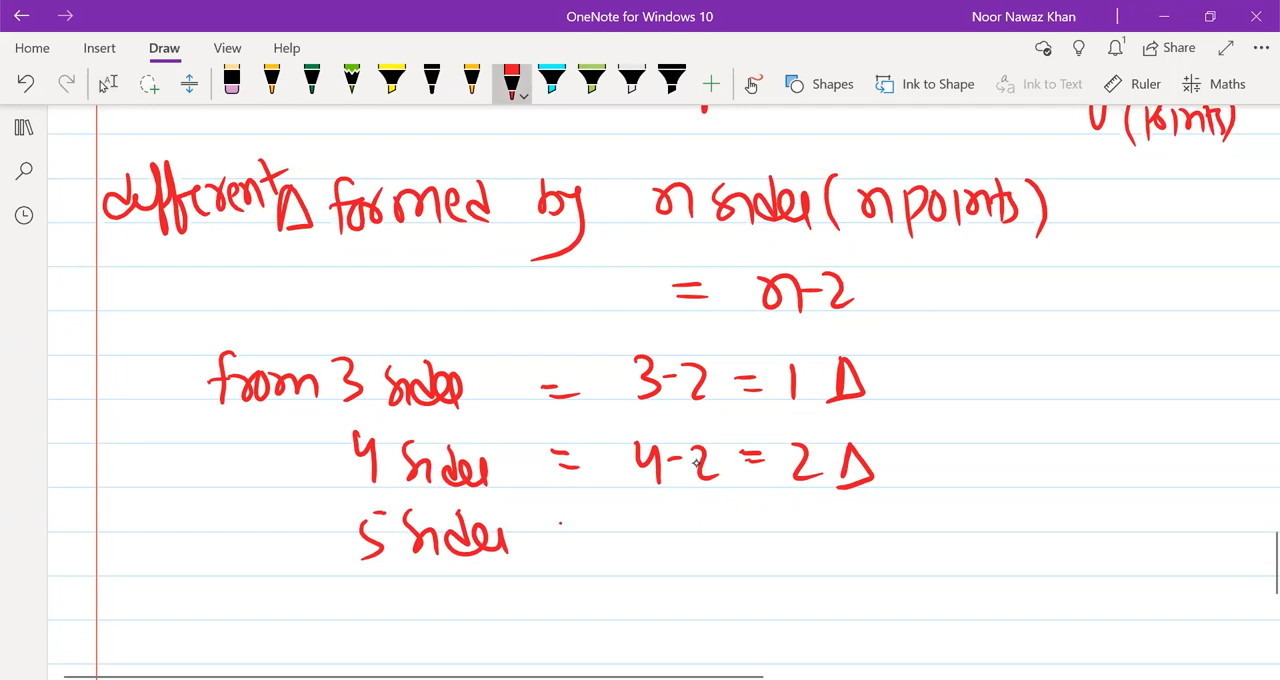 OneNote for Windows 10
Noor Nawaz Khan
Home Insert Draw View Help
1
Share
Shapes Ink to Shape Ink to Text Ruler Maths
(points)
different Δ formed by n sides (n points)
= n-2
from 3 sides = 3-2 = 1 Δ
4 sides = 4-2 = 2 Δ
5 sides